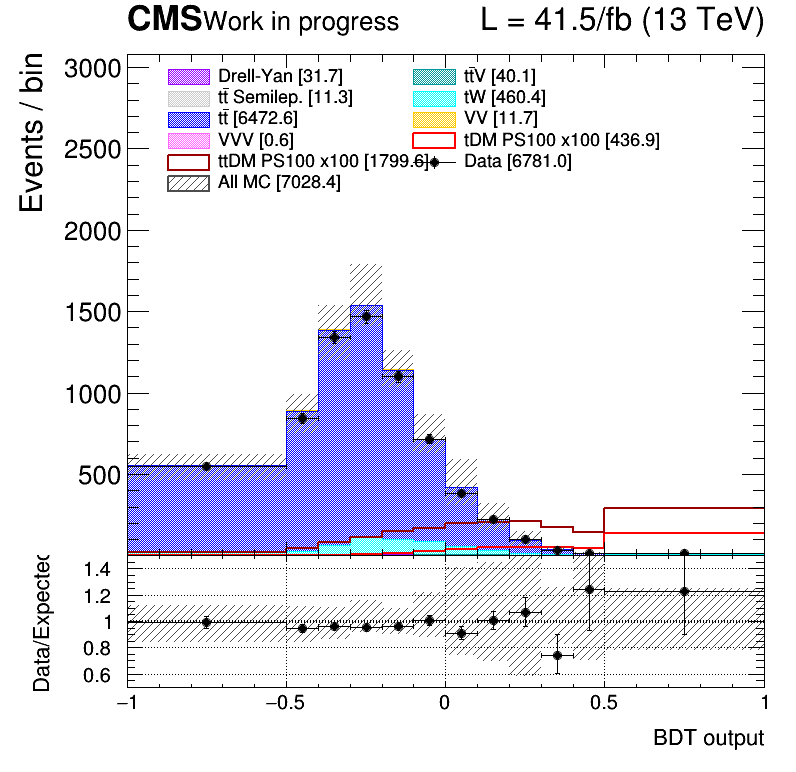 CMS Work in progress L = 41.5/fb (13 TeV)
Events / bin
3000
2500
2000
1500
1000
500
Drell-Yan [31.7] tt̄V [40.1]
tt̄ Semilep. [11.3] tW [460.4]
tt̄ [6472.6] VV [11.7]
VVV [0.6] tDM PS100 x100 [436.9]
ttDM PS100 x100 [1799.6] Data [6781.0]
All MC [7028.4]
Data/Expected
1.4
1.2
1
0.8
0.6
−1 −0.5 0 0.5 1
BDT output